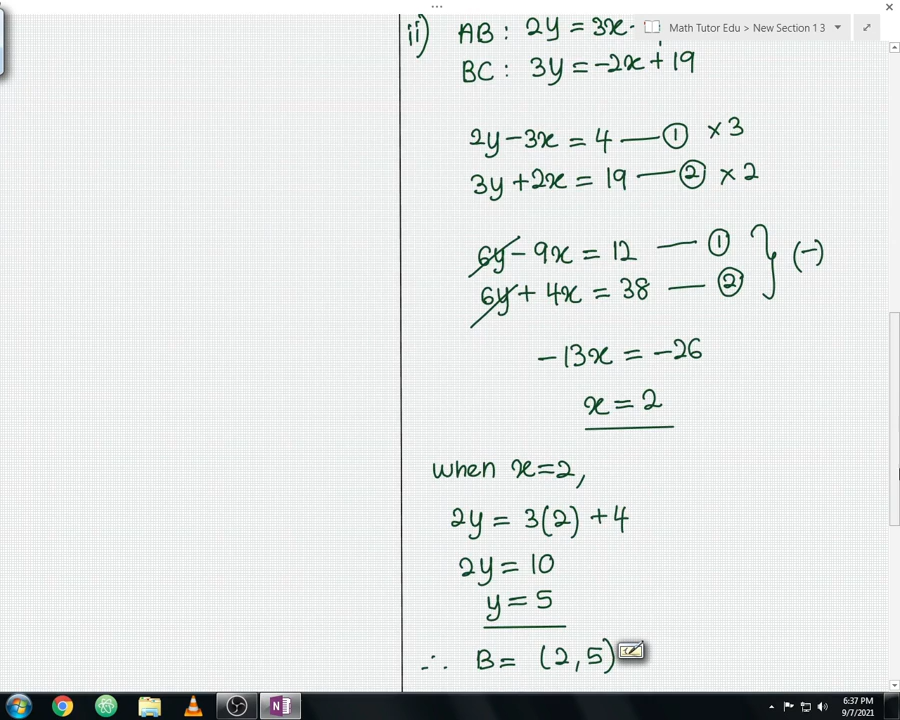 ii) AB : 2y = 3x
Math Tutor Edu > New Section 1 3
BC : 3y = -2x + 19
2y - 3x = 4 — ① × 3
3y + 2x = 19 — ② × 2
6y - 9x = 12 — ①
(-)
6y + 4x = 38 — ②
-13x = -26
x = 2
when x = 2,
2y = 3(2) + 4
2y = 10
y = 5
∴ B = (2, 5)
6:37 PM
9/7/2021